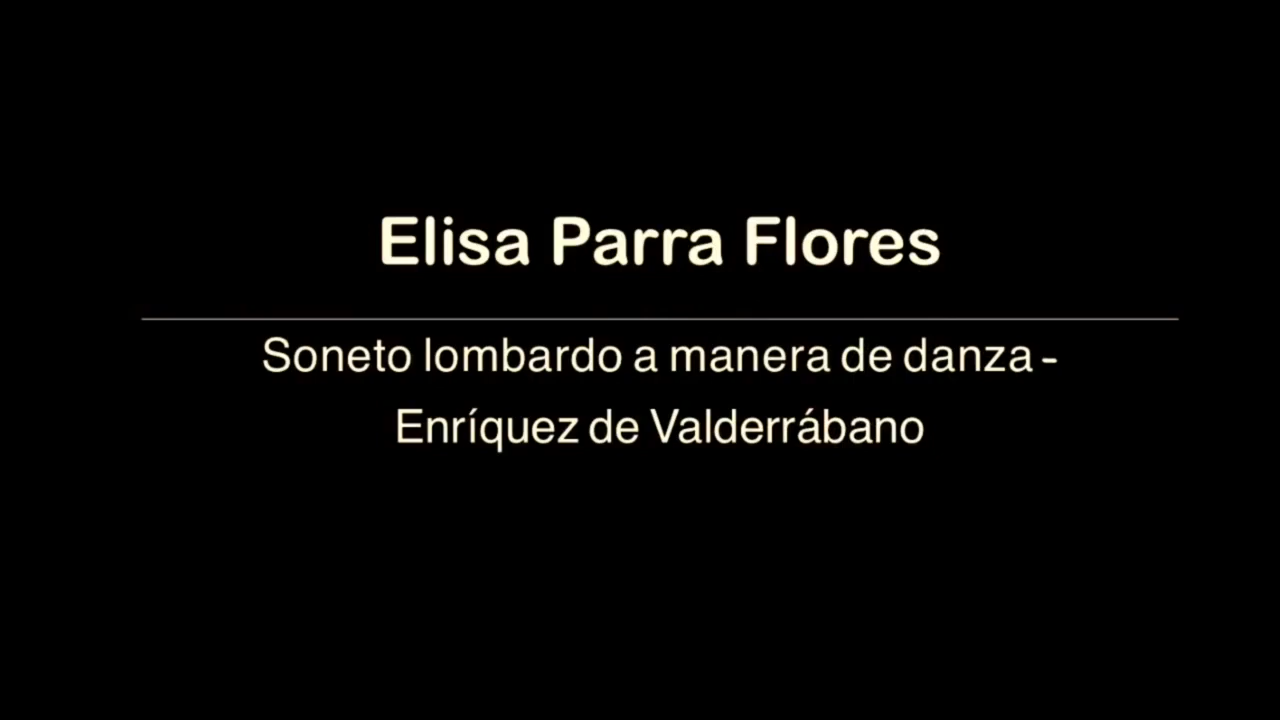 Elisa Parra Flores
Soneto lombardo a manera de danza -
Enríquez de Valderrábano